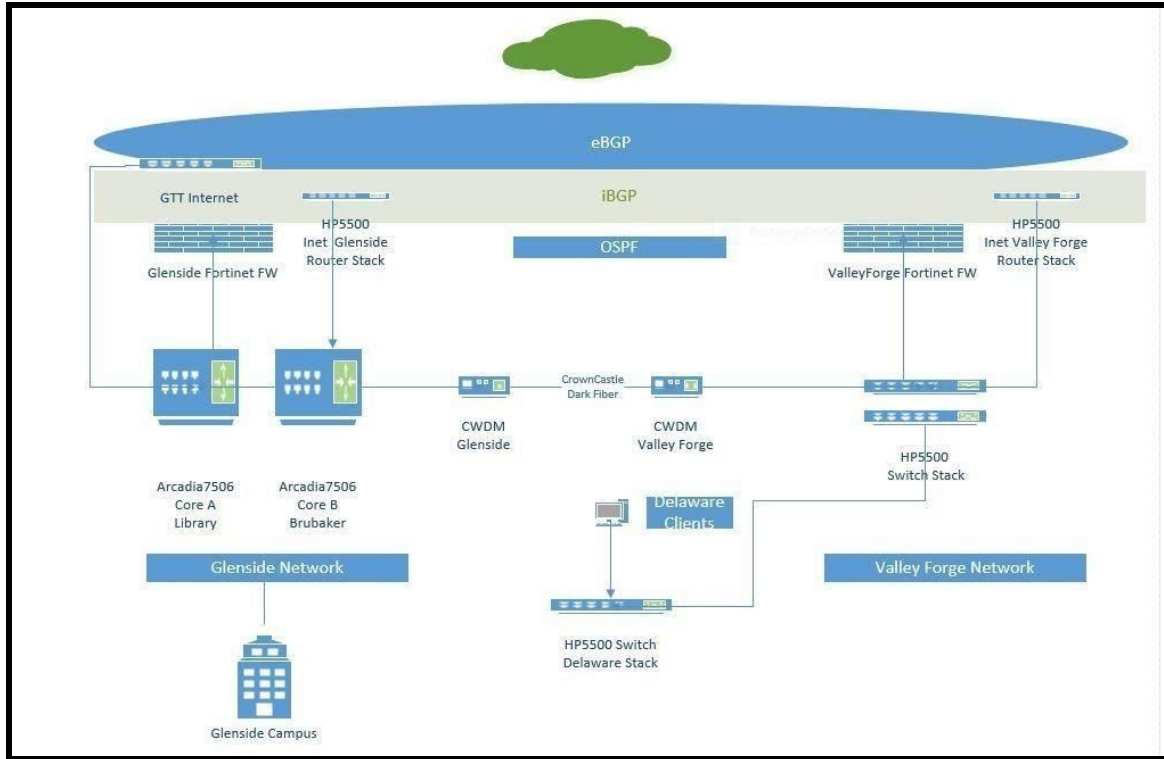 eBGP
iBGP
GTT Internet
HP5500
Inet Glenside
Router Stack
Glenside Fortinet FW
OSPF
ValleyForge Fortinet FW
HP5500
Inet Valley Forge
Router Stack
CrownCastle
Dark Fiber
CWDM
Glenside
CWDM
Valley Forge
HP5500
Switch Stack
Arcadia7506
Core A
Library
Arcadia7506
Core B
Brubaker
Delaware
Clients
Glenside Network
Valley Forge Network
HP5500 Switch
Delaware Stack
Glenside Campus